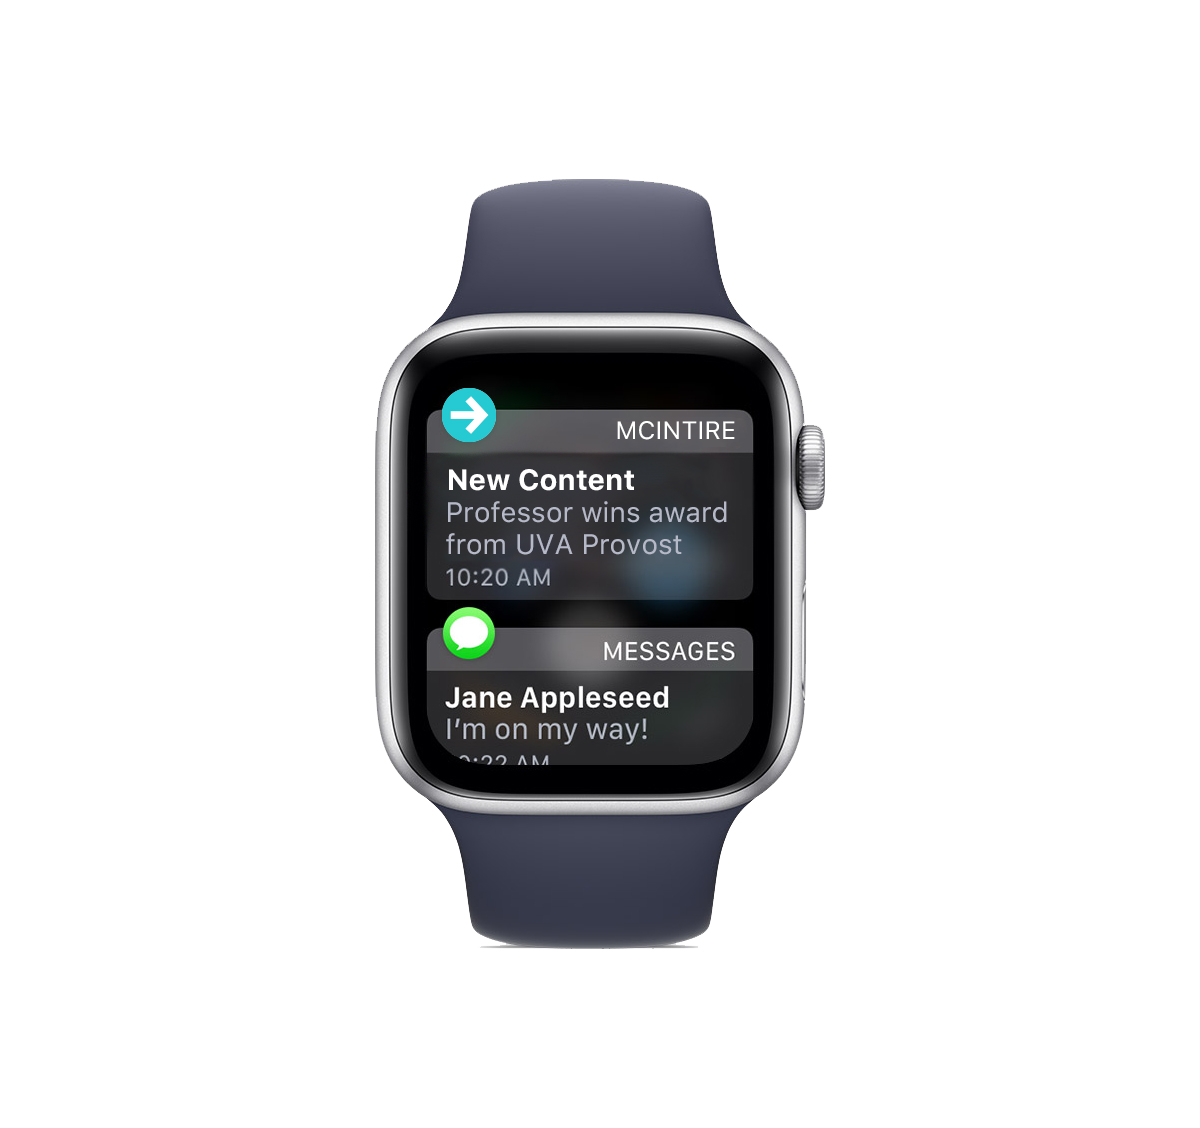 MCINTIRE
New Content
Professor wins award
from UVA Provost
10:20 AM
MESSAGES
Jane Appleseed
I’m on my way!
AM